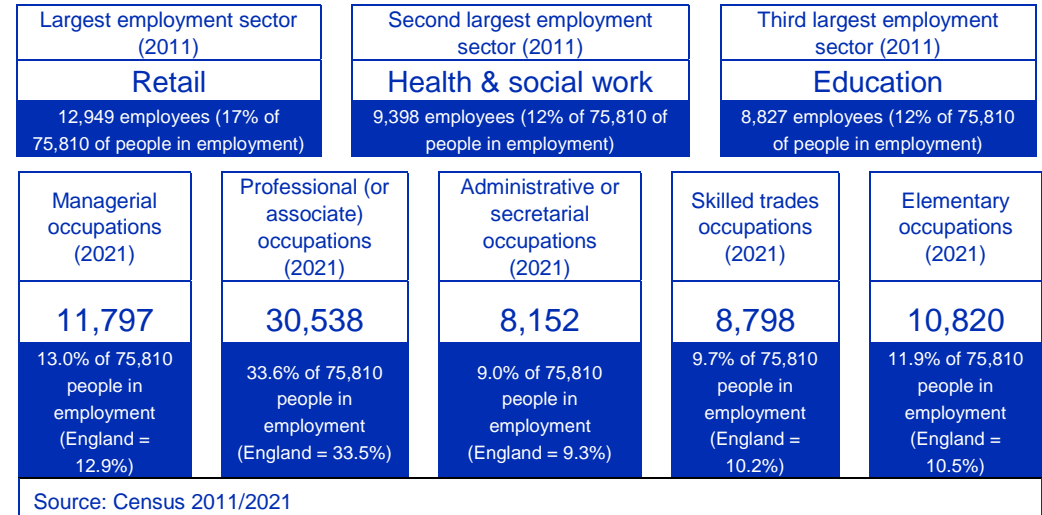 Largest employment sector
(2011)
Retail
12,949 employees (17% of
75,810 of people in employment)
Second largest employment
sector (2011)
Health & social work
9,398 employees (12% of 75,810 of
people in employment)
Third largest employment
sector (2011)
Education
8,827 employees (12% of 75,810
of people in employment)
Managerial
occupations
(2021)
11,797
13.0% of 75,810
people in
employment
(England =
12.9%)
Professional (or
associate)
occupations
(2021)
30,538
33.6% of 75,810
people in
employment
(England = 33.5%)
Administrative or
secretarial
occupations
(2021)
8,152
9.0% of 75,810
people in
employment
(England = 9.3%)
Skilled trades
occupations
(2021)
8,798
9.7% of 75,810
people in
employment
(England =
10.2%)
Elementary
occupations
(2021)
10,820
11.9% of 75,810
people in
employment
(England =
10.5%)
Source: Census 2011/2021